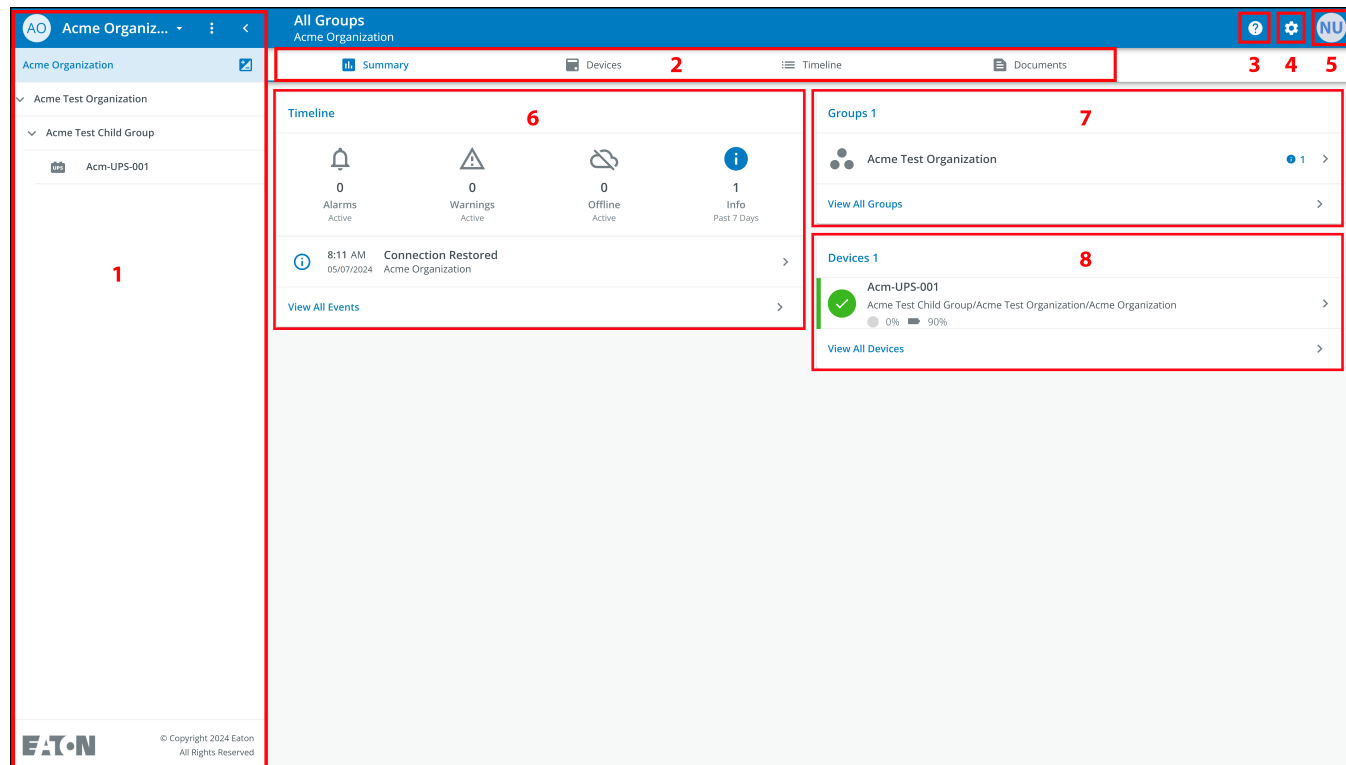 AO Acme Organiz...
All Groups
Acme Organization
NU
Acme Organization
Summary Devices 2 Timeline Documents
3 4 5
Acme Test Organization
Acme Test Child Group
UPS Acm-UPS-001
1
Timeline
6
0 0 0 1
Alarms Warnings Offline Info
Active Active Active Past 7 Days
8:11 AM Connection Restored
05/07/2024 Acme Organization
View All Events
Groups 1
7
Acme Test Organization 1
View All Groups
Devices 1
8
Acm-UPS-001
Acme Test Child Group/Acme Test Organization/Acme Organization
0% 90%
View All Devices
EATON
© Copyright 2024 Eaton
All Rights Reserved